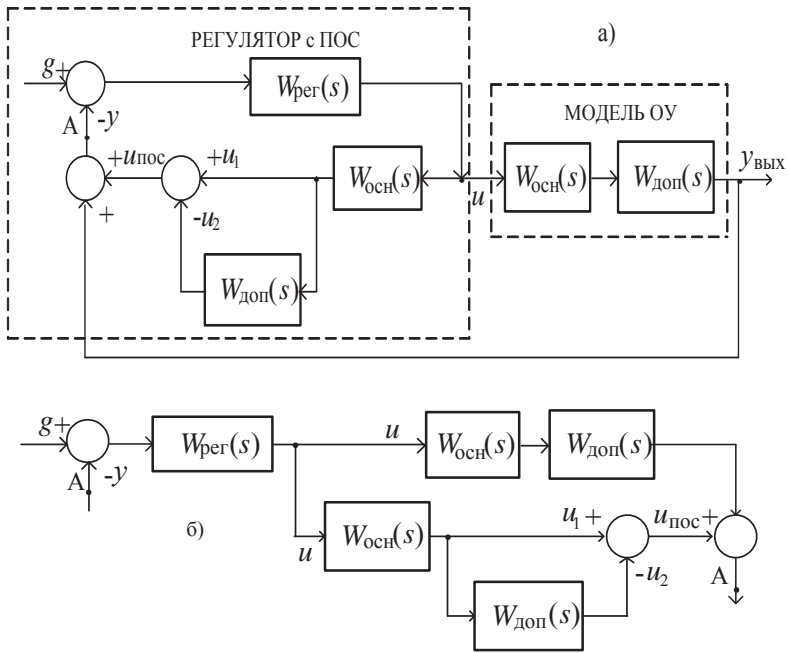 РЕГУЛЯТОР с ПОС
а)
g+
Wрег(s)
-y
А
МОДЕЛЬ ОУ
yвых
+uпос
+u1
Wосн(s)
u
Wосн(s)
Wдоп(s)
+
-u2
Wдоп(s)
g+
Wрег(s)
u
Wосн(s)
Wдоп(s)
А
-y
б)
u
Wосн(s)
u1+
uпос+
-u2
А
Wдоп(s)